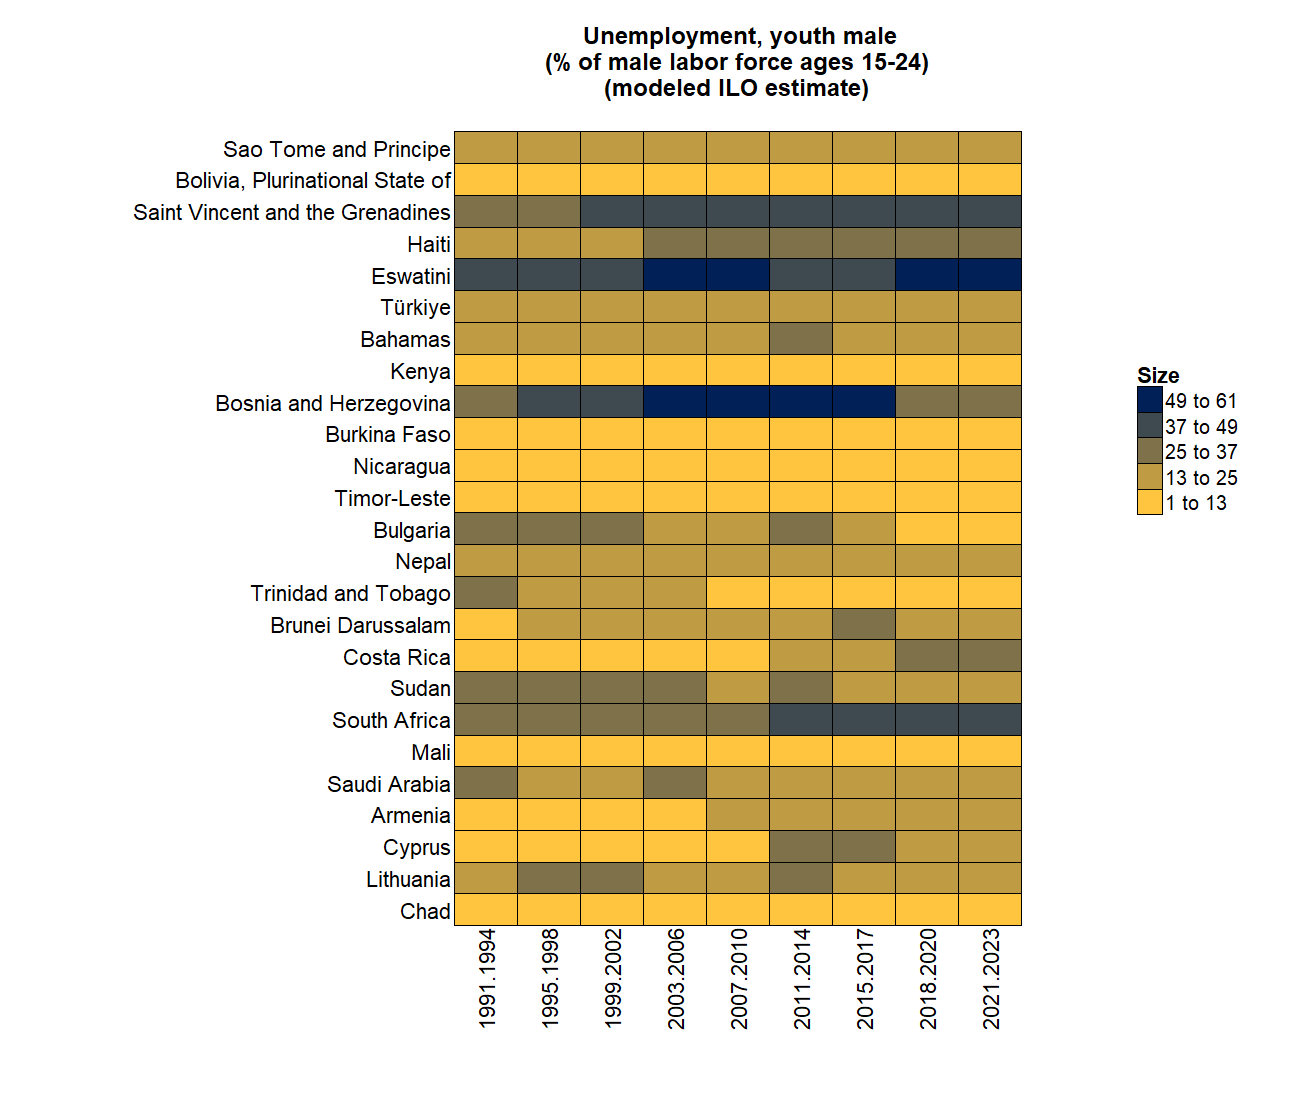 Unemployment, youth male
(% of male labor force ages 15-24)
(modeled ILO estimate)
Sao Tome and Principe
Bolivia, Plurinational State of
Saint Vincent and the Grenadines
Haiti
Eswatini
Türkiye
Bahamas
Kenya
Bosnia and Herzegovina
Burkina Faso
Nicaragua
Timor-Leste
Bulgaria
Nepal
Trinidad and Tobago
Brunei Darussalam
Costa Rica
Sudan
South Africa
Mali
Saudi Arabia
Armenia
Cyprus
Lithuania
Chad
1991.1994
1995.1998
1999.2002
2003.2006
2007.2010
2011.2014
2015.2017
2018.2020
2021.2023
Size
49 to 61
37 to 49
25 to 37
13 to 25
1 to 13